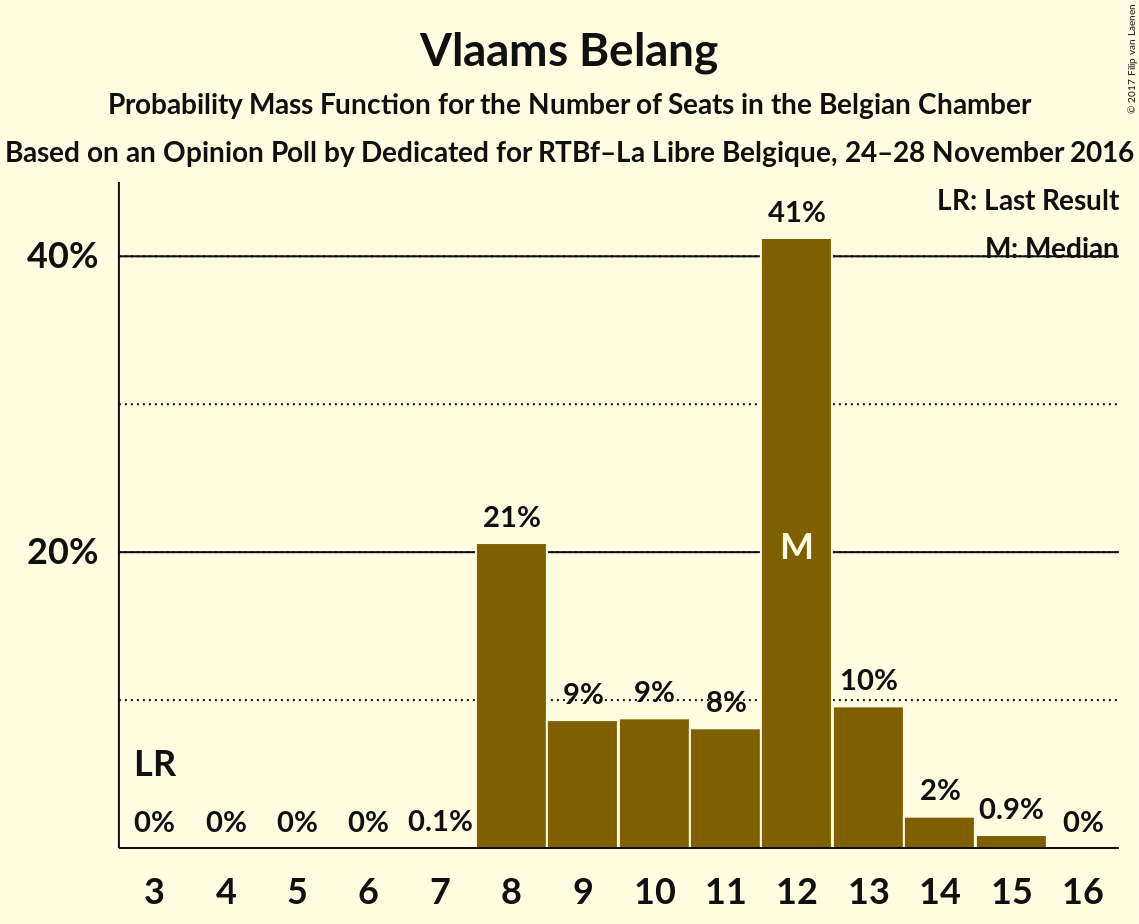 Vlaams Belang
Probability Mass Function for the Number of Seats in the Belgian Chamber
Based on an Opinion Poll by Dedicated for RTBf–La Libre Belgique, 24–28 November 2016
© 2017 Filip van Laenen
LR: Last Result
M: Median
40%
20%
41%
21%
M
9% 9% 8% 10%
LR
0% 0% 0% 0% 0.1% 2% 0.9% 0%
3 4 5 6 7 8 9 10 11 12 13 14 15 16